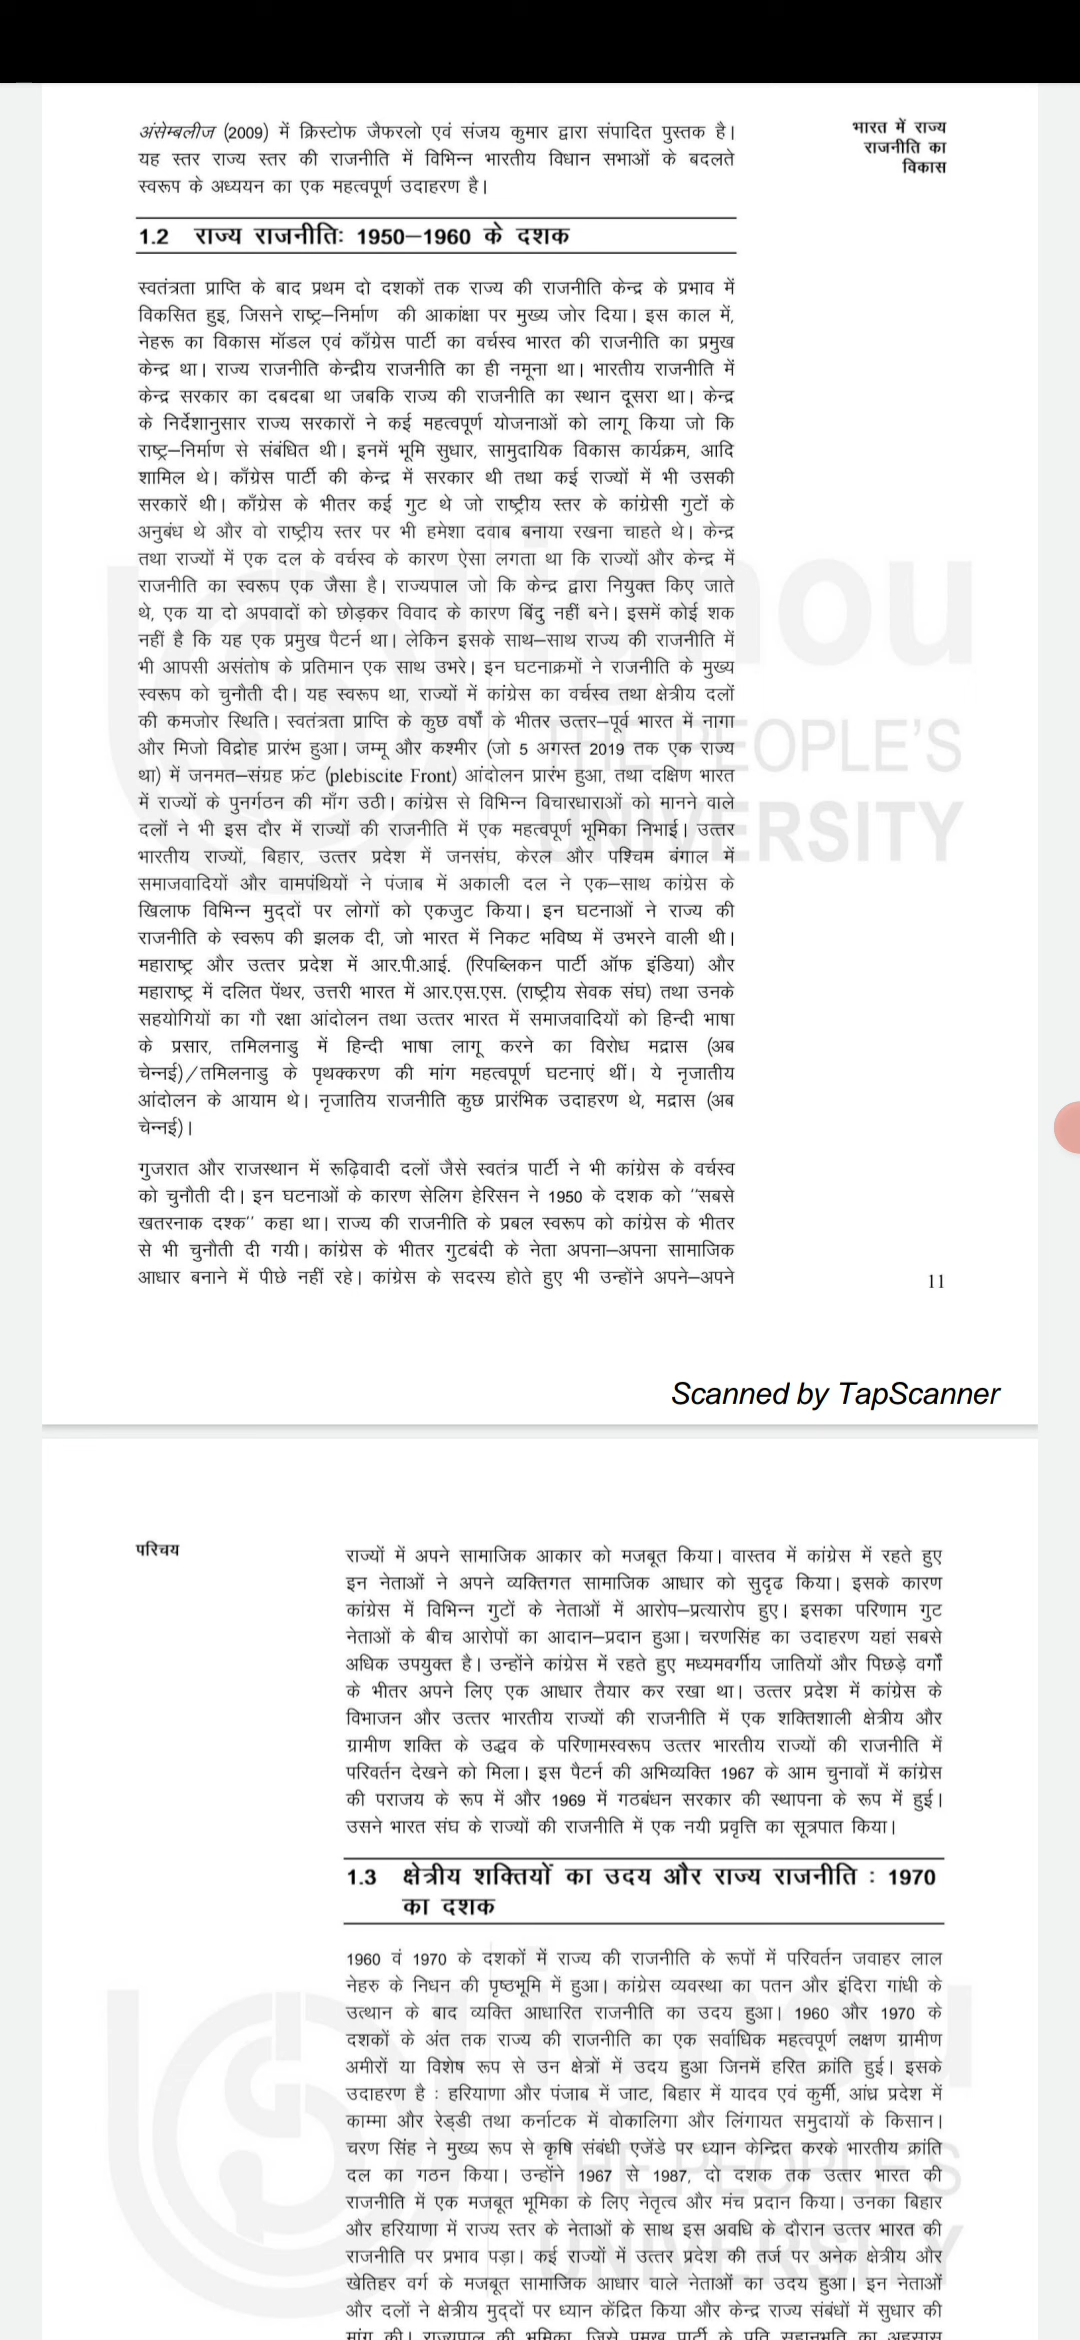 अंसेम्बलीज (2009) में क्रिस्टोफ जैफरलो एवं संजय कुमार द्वारा संपादित पुस्तक है।
यह स्तर राज्य स्तर की राजनीति में विभिन्न भारतीय विधान सभाओं के बदलते
स्वरूप के अध्ययन का एक महत्वपूर्ण उदाहरण है।
भारत में राज्य
राजनीति का
विकास
1.2 राज्य राजनीतिः 1950–1960 के दशक
स्वतंत्रता प्राप्ति के बाद प्रथम दो दशकों तक राज्य की राजनीति केन्द्र के प्रभाव में
विकसित हुइ, जिसने राष्ट्र–निर्माण की आकांक्षा पर मुख्य जोर दिया। इस काल में,
नेहरू का विकास मॉडल एवं काँग्रेस पार्टी का वर्चस्व भारत की राजनीति का प्रमुख
केन्द्र था। राज्य राजनीति केन्द्रीय राजनीति का ही नमूना था। भारतीय राजनीति में
केन्द्र सरकार का दबदबा था जबकि राज्य की राजनीति का स्थान दूसरा था। केन्द्र
के निर्देशानुसार राज्य सरकारों ने कई महत्वपूर्ण योजनाओं को लागू किया जो कि
राष्ट्र–निर्माण से संबंधित थी। इनमें भूमि सुधार, सामुदायिक विकास कार्यक्रम, आदि
शामिल थे। काँग्रेस पार्टी की केन्द्र में सरकार थी तथा कई राज्यों में भी उसकी
सरकारें थी। काँग्रेस के भीतर कई गुट थे जो राष्ट्रीय स्तर के कांग्रेसी गुटों के
अनुबंध थे और वो राष्ट्रीय स्तर पर भी हमेशा दवाब बनाया रखना चाहते थे। केन्द्र
तथा राज्यों में एक दल के वर्चस्व के कारण ऐसा लगता था कि राज्यों और केन्द्र में
राजनीति का स्वरूप एक जैसा है। राज्यपाल जो कि केन्द्र द्वारा नियुक्त किए जाते
थे, एक या दो अपवादों को छोड़कर विवाद के कारण बिंदु नहीं बने। इसमें कोई शक
नहीं है कि यह एक प्रमुख पैटर्न था। लेकिन इसके साथ–साथ राज्य की राजनीति में
भी आपसी असंतोष के प्रतिमान एक साथ उभरे। इन घटनाक्रमों ने राजनीति के मुख्य
स्वरूप को चुनौती दी। यह स्वरूप था, राज्यों में कांग्रेस का वर्चस्व तथा क्षेत्रीय दलों
की कमजोर स्थिति। स्वतंत्रता प्राप्ति के कुछ वर्षों के भीतर उत्तर–पूर्व भारत में नागा
और मिजो विद्रोह प्रारंभ हुआ। जम्मू और कश्मीर (जो 5 अगस्त 2019 तक एक राज्य
था) में जनमत–संग्रह फ्रंट (plebiscite Front) आंदोलन प्रारंभ हुआ, तथा दक्षिण भारत
में राज्यों के पुनर्गठन की माँग उठी। कांग्रेस से विभिन्न विचारधाराओं को मानने वाले
दलों ने भी इस दौर में राज्यों की राजनीति में एक महत्वपूर्ण भूमिका निभाई। उत्तर
भारतीय राज्यों, बिहार, उत्तर प्रदेश में जनसंघ, केरल और पश्चिम बंगाल में
समाजवादियों और वामपंथियों ने पंजाब में अकाली दल ने एक–साथ कांग्रेस के
खिलाफ विभिन्न मुद्दों पर लोगों को एकजुट किया। इन घटनाओं ने राज्य की
राजनीति के स्वरूप की झलक दी, जो भारत में निकट भविष्य में उभरने वाली थी।
महाराष्ट्र और उत्तर प्रदेश में आर.पी.आई. (रिपब्लिकन पार्टी ऑफ इंडिया) और
महाराष्ट्र में दलित पेंथर, उत्तरी भारत में आर.एस.एस. (राष्ट्रीय सेवक संघ) तथा उनके
सहयोगियों का गौ रक्षा आंदोलन तथा उत्तर भारत में समाजवादियों को हिन्दी भाषा
के प्रसार, तमिलनाडु में हिन्दी भाषा लागू करने का विरोध मद्रास (अब
चेन्नई)/तमिलनाडु के पृथक्करण की मांग महत्वपूर्ण घटनाएं थीं। ये नृजातीय
आंदोलन के आयाम थे। नृजातिय राजनीति कुछ प्रारंभिक उदाहरण थे, मद्रास (अब
चेन्नई)।
गुजरात और राजस्थान में रूढ़िवादी दलों जैसे स्वतंत्र पार्टी ने भी कांग्रेस के वर्चस्व
को चुनौती दी। इन घटनाओं के कारण सेलिग हेरिसन ने 1950 के दशक को "सबसे
खतरनाक दश्क" कहा था। राज्य की राजनीति के प्रबल स्वरूप को कांग्रेस के भीतर
से भी चुनौती दी गयी। कांग्रेस के भीतर गुटबंदी के नेता अपना–अपना सामाजिक
आधार बनाने में पीछे नहीं रहे। कांग्रेस के सदस्य होते हुए भी उन्होंने अपने–अपने
11
Scanned by TapScanner
परिचय
राज्यों में अपने सामाजिक आकार को मजबूत किया। वास्तव में कांग्रेस में रहते हुए
इन नेताओं ने अपने व्यक्तिगत सामाजिक आधार को सुदृढ किया। इसके कारण
कांग्रेस में विभिन्न गुटों के नेताओं में आरोप–प्रत्यारोप हुए। इसका परिणाम गुट
नेताओं के बीच आरोपों का आदान–प्रदान हुआ। चरणसिंह का उदाहरण यहां सबसे
अधिक उपयुक्त है। उन्होंने कांग्रेस में रहते हुए मध्यमवर्गीय जातियों और पिछड़े वर्गों
के भीतर अपने लिए एक आधार तैयार कर रखा था। उत्तर प्रदेश में कांग्रेस के
विभाजन और उत्तर भारतीय राज्यों की राजनीति में एक शक्तिशाली क्षेत्रीय और
ग्रामीण शक्ति के उद्भव के परिणामस्वरूप उत्तर भारतीय राज्यों की राजनीति में
परिवर्तन देखने को मिला। इस पैटर्न की अभिव्यक्ति 1967 के आम चुनावों में कांग्रेस
की पराजय के रूप में और 1969 में गठबंधन सरकार की स्थापना के रूप में हुई।
उसने भारत संघ के राज्यों की राजनीति में एक नयी प्रवृत्ति का सूत्रपात किया।
1.3 क्षेत्रीय शक्तियों का उदय और राज्य राजनीति : 1970
का दशक
1960 वं 1970 के दशकों में राज्य की राजनीति के रूपों में परिवर्तन जवाहर लाल
नेहरु के निधन की पृष्ठभूमि में हुआ। कांग्रेस व्यवस्था का पतन और इंदिरा गांधी के
उत्थान के बाद व्यक्ति आधारित राजनीति का उदय हुआ। 1960 और 1970 के
दशकों के अंत तक राज्य की राजनीति का एक सर्वाधिक महत्वपूर्ण लक्षण ग्रामीण
अमीरों या विशेष रूप से उन क्षेत्रों में उदय हुआ जिनमें हरित क्रांति हुई। इसके
उदाहरण है : हरियाणा और पंजाब में जाट, बिहार में यादव एवं कुर्मी, आंध्र प्रदेश में
काम्मा और रेड्डी तथा कर्नाटक में वोकालिगा और लिंगायत समुदायों के किसान।
चरण सिंह ने मुख्य रूप से कृषि संबंधी एजेंडे पर ध्यान केन्द्रित करके भारतीय क्रांति
दल का गठन किया। उन्होंने 1967 से 1987, दो दशक तक उत्तर भारत की
राजनीति में एक मजबूत भूमिका के लिए नेतृत्व और मंच प्रदान किया। उनका बिहार
और हरियाणा में राज्य स्तर के नेताओं के साथ इस अवधि के दौरान उत्तर भारत की
राजनीति पर प्रभाव पड़ा। कई राज्यों में उत्तर प्रदेश की तर्ज पर अनेक क्षेत्रीय और
खेतिहर वर्ग के मजबूत सामाजिक आधार वाले नेताओं का उदय हुआ। इन नेताओं
और दलों ने क्षेत्रीय मुद्दों पर ध्यान केंद्रित किया और केन्द्र राज्य संबंधों में सुधार की
मांग की। राज्यपाल की भूमिका, जिसे प्रमुख पार्टी के प्रति सहानुभूति का अहसास
ignou
THE PEOPLE'S
UNIVERSITY